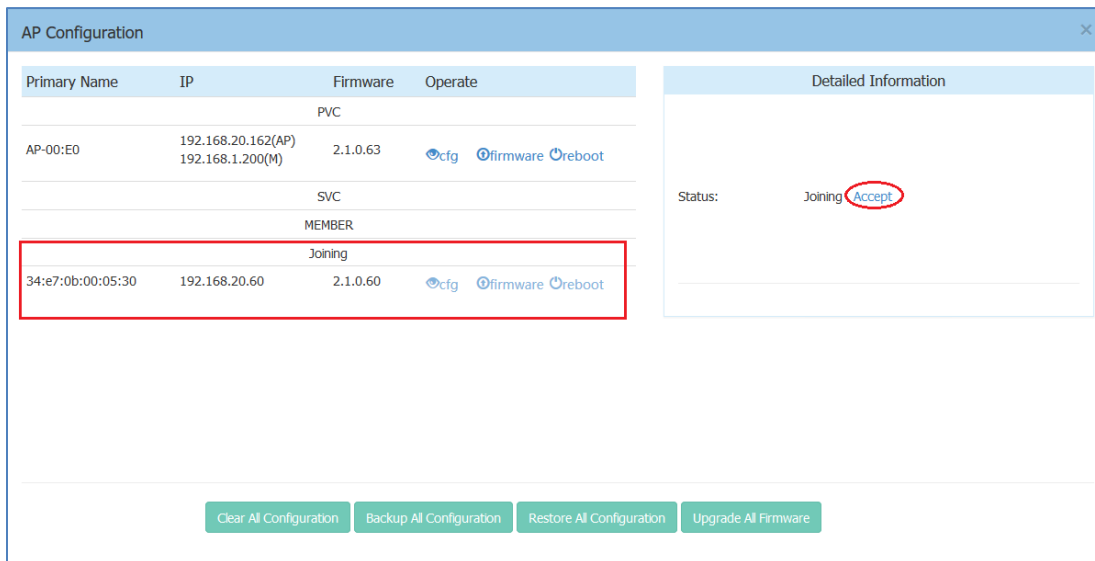 AP Configuration
×
Primary Name IP Firmware Operate
PVC
AP-00:E0 192.168.20.162(AP) 2.1.0.63 cfg firmware reboot
192.168.1.200(M)
SVC
MEMBER
Joining
34:e7:0b:00:05:30 192.168.20.60 2.1.0.60 cfg firmware reboot
Detailed Information
Status: Joining Accept
Clear All Configuration Backup All Configuration Restore All Configuration Upgrade All Firmware